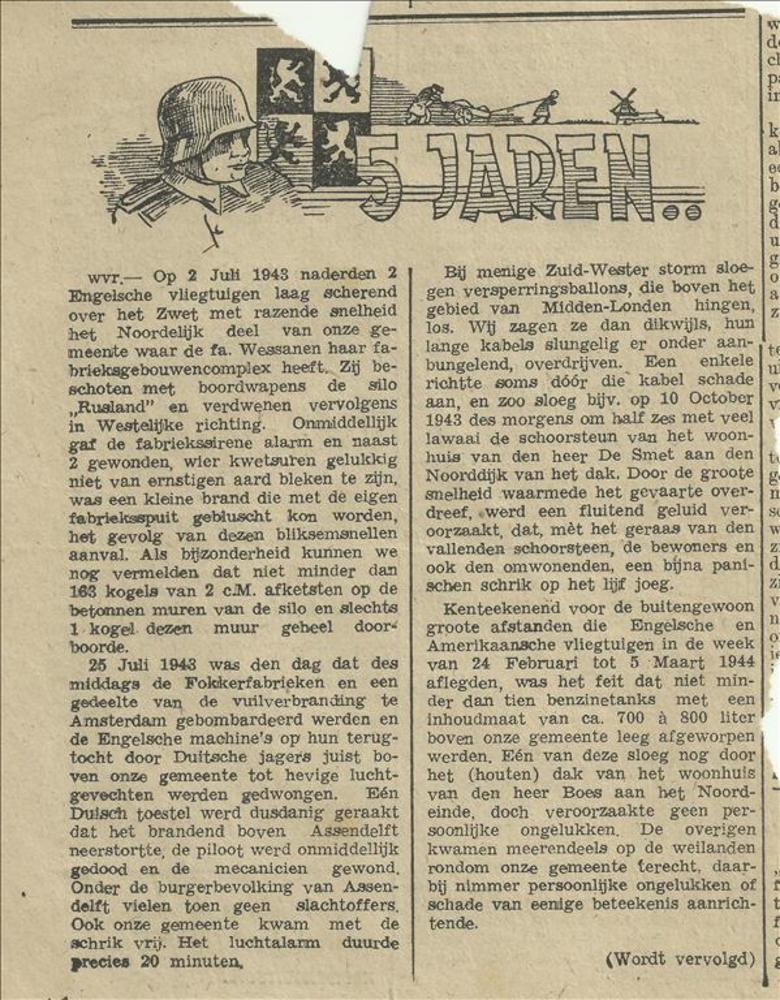 5 JAREN..
wvr.— Op 2 Juli 1943 naderden 2
Engelsche vliegtuigen laag scherend
over het Zwet met razende snelheid
het Noordelijk deel van onze ge-
meente waar de fa. Wessanen haar fa-
brieksgebouwencomplex heeft. Zij be-
schoten met boordwapens de silo
„Rusland” en verdwenen vervolgens
in Westelijke richting. Onmiddellijk
gaf de fabriekssirene alarm en naast
2 gewonden, wier kwetsuren gelukkig
niet van ernstigen aard bleken te zijn,
was een kleine brand die met de eigen
fabrieksspuit gebluscht kon worden,
het gevolg van dezen bliksemsnellen
aanval. Als bijzonderheid kunnen we
nog vermelden dat niet minder dan
163 kogels van 2 c.M. afketsten op de
betonnen muren van de silo en slechts
1 kogel dezen muur geheel door-
boorde.
25 Juli 1943 was den dag dat des
middags de Fokkerfabrieken en een
gedeelte van de vuilverbranding te
Amsterdam gebombardeerd werden en
de Engelsche machine's op hun terug-
tocht door Duitsche jagers juist bo-
ven onze gemeente tot hevige lucht-
gevechten werden gedwongen. Eén
Duisch toestel werd dusdanig geraakt
dat het brandend boven Assendelft
neerstortte, de piloot werd onmiddellijk
gedood en de mecanicien gewond.
Onder de burgerbevolking van Assen-
delft vielen toen geen slachtoffers.
Ook onze gemeente kwam met de
schrik vrij. Het luchtalarm duurde
precies 20 minuten.
Bij menige Zuid-Wester storm sloe-
gen versperringsballons, die boven het
gebied van Midden-Londen hingen,
los. Wij zagen ze dan dikwijls, hun
lange kabels slungelig er onder aan-
bungelend, overdrijven. Een enkele
richtte soms dóór die kabel schade
aan, en zoo sloeg bijv. op 10 October
1943 des morgens om half zes met veel
lawaai de schoorsteun van het woon-
huis van den heer De Smet aan den
Noorddijk van het dak. Door de groote
snelheid waarmede het gevaarte over-
dreef, werd een fluitend geluid ver-
oorzaakt, dat, mèt het geraas van den
vallenden schoorsteen, de bewoners en
ook den omwonenden, een bijna pani-
schen schrik op het lijf joeg.
Kenteekenend voor de buitengewoon
groote afstanden die Engelsche en
Amerikaansche vliegtuigen in de week
van 24 Februari tot 5 Maart 1944
aflegden, was het feit dat niet min-
der dan tien benzinetanks met een
inhoudmaat van ca. 700 à 800 liter
boven onze gemeente leeg afgeworpen
werden. Eén van deze sloeg nog door
het (houten) dak van het woonhuis
van den heer Boes aan het Noord-
einde, doch veroorzaakte geen per-
soonlijke ongelukken. De overigen
kwamen meerendeels op de weilanden
rondom onze gemeente terecht, daar-
bij nimmer persoonlijke ongelukken of
schade van eenige beteekenis aanrich-
tende.
(Wordt vervolgd)